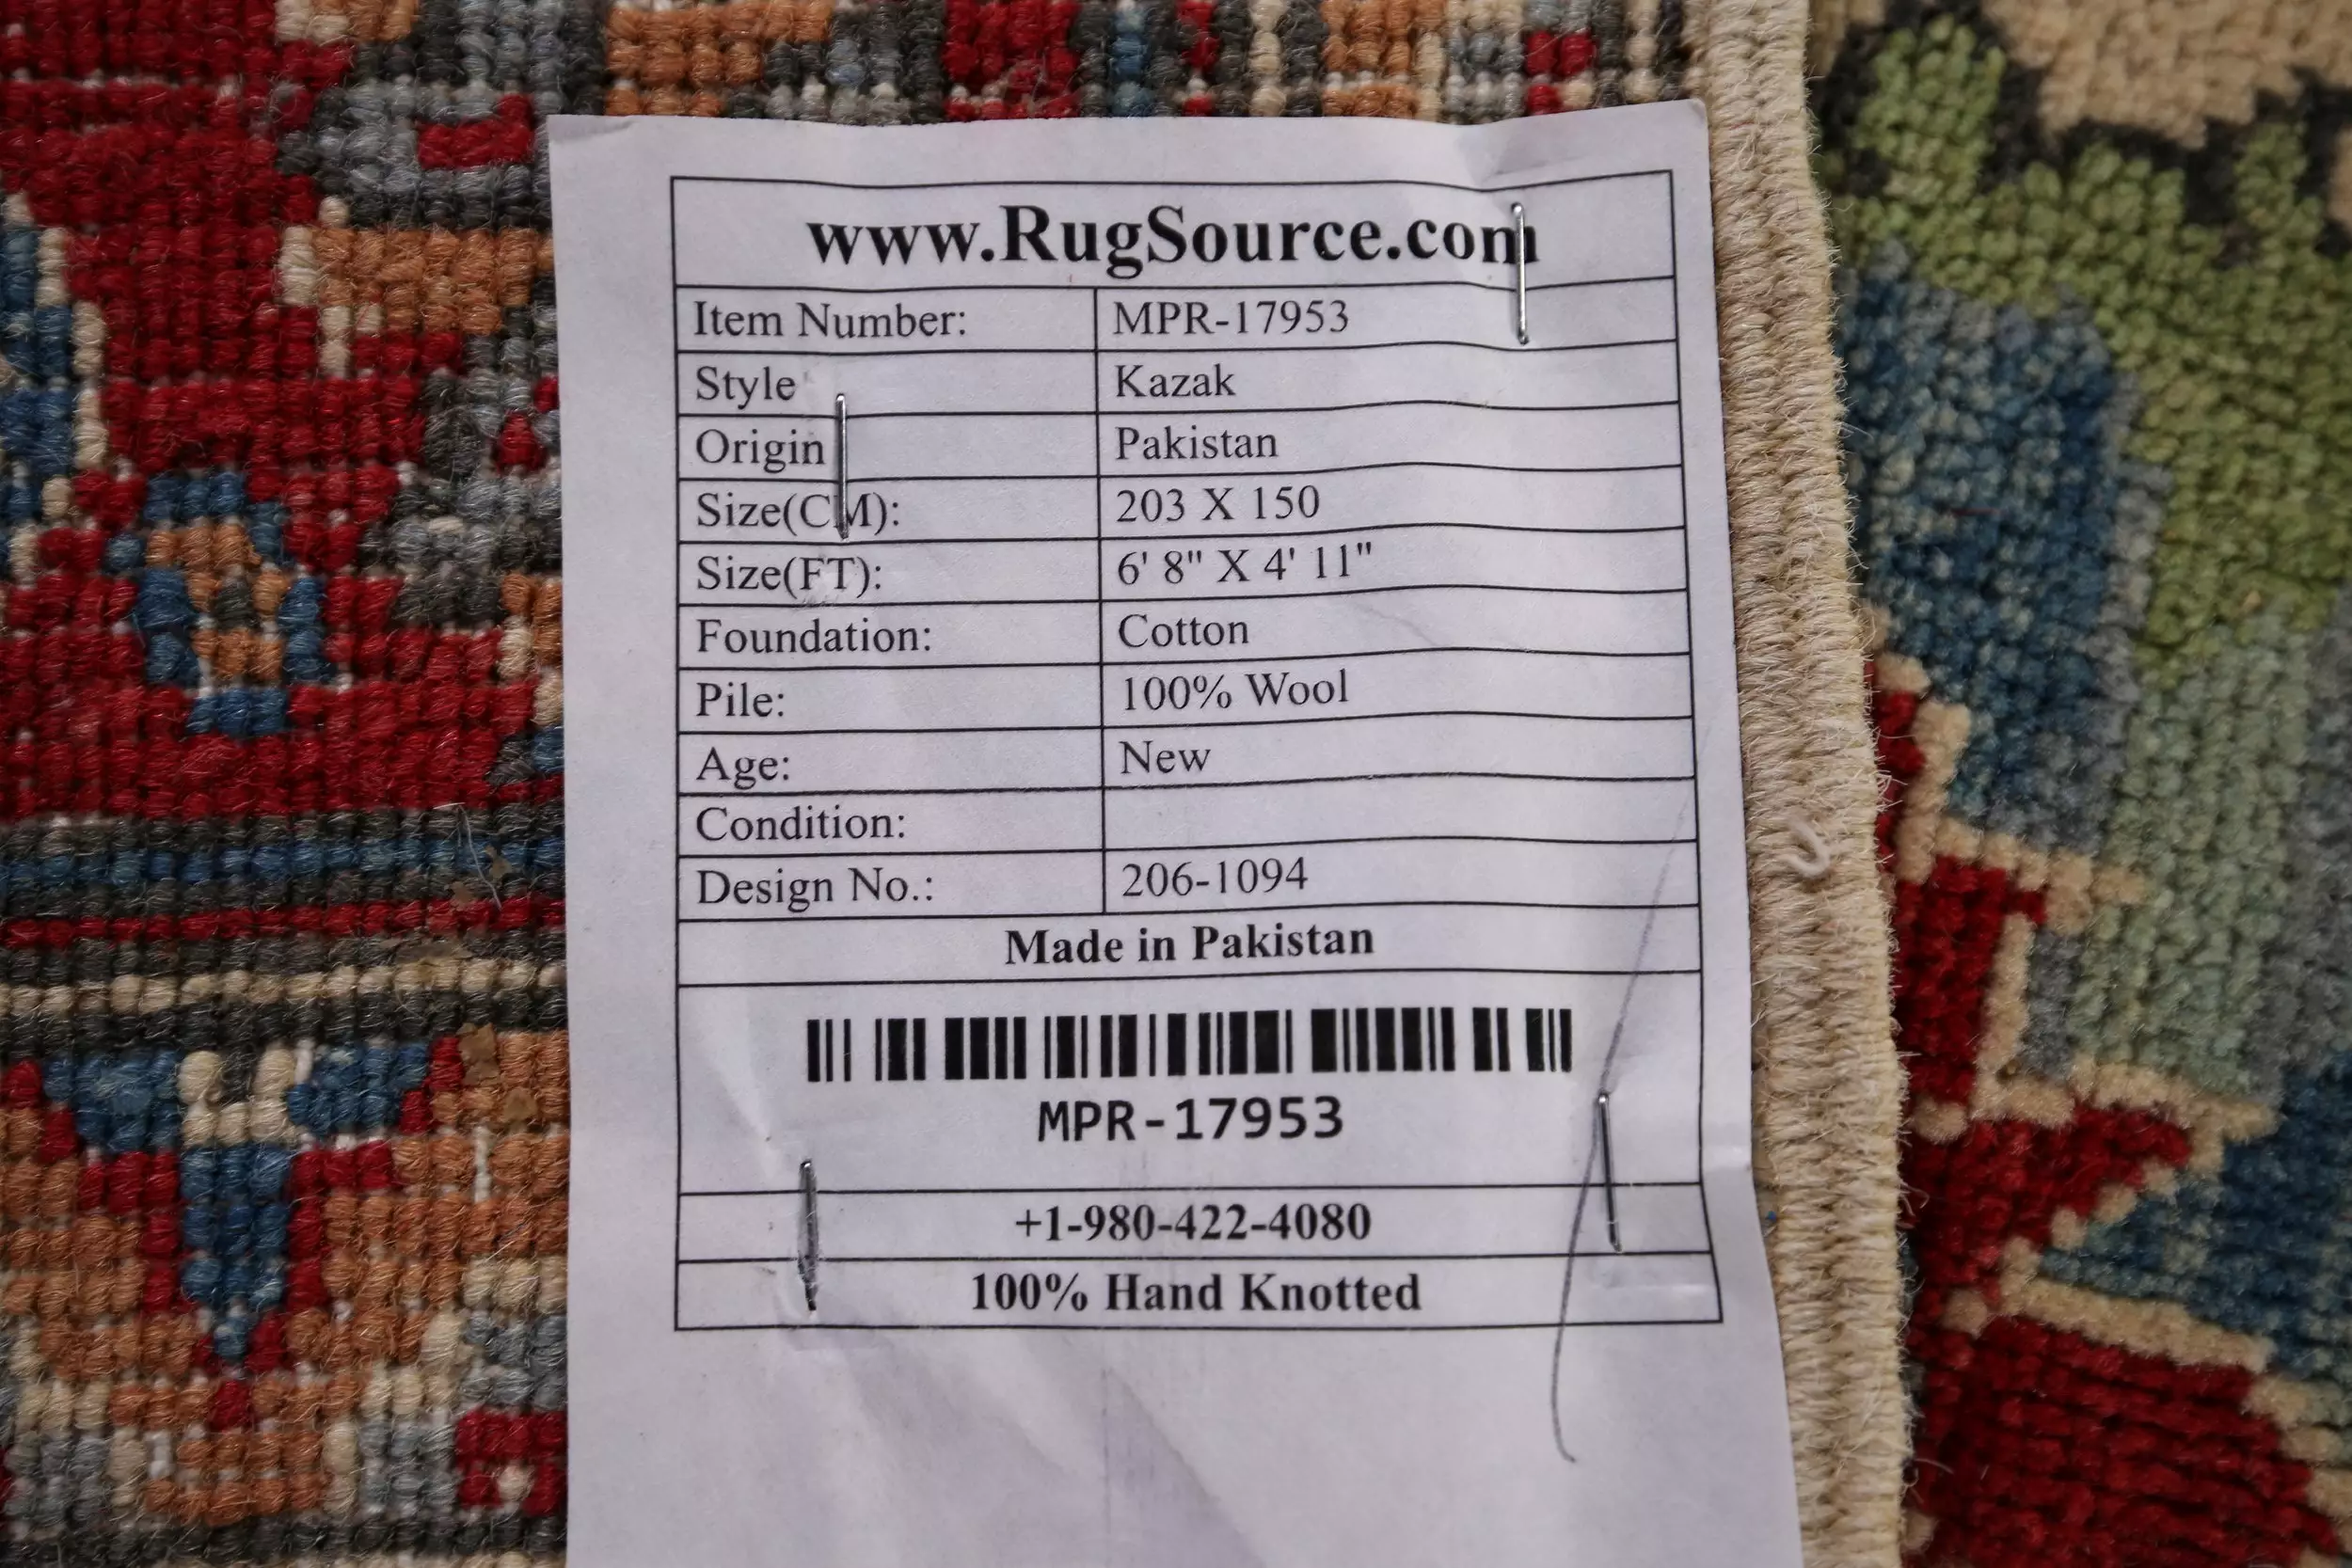 www.RugSource.com
Item Number: MPR-17953
Style Kazak
Origin Pakistan
Size(CM): 203 X 150
Size(FT): 6' 8" X 4' 11"
Foundation: Cotton
Pile: 100% Wool
Age: New
Condition:
Design No.: 206-1094
Made in Pakistan
MPR-17953
+1-980-422-4080
100% Hand Knotted